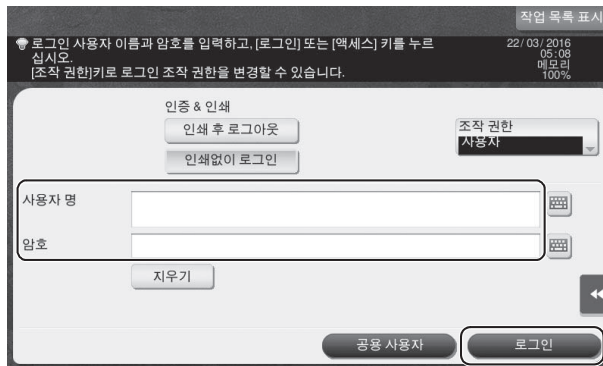 작업 목록 표시
로그인 사용자 이름과 암호를 입력하고, [로그인] 또는 [액세스] 키를 누르
십시오.
[조작 권한]키로 로그인 조작 권한을 변경할 수 있습니다.
22/03/2016
05:08
메모리
100%
인증 & 인쇄
인쇄 후 로그아웃
인쇄없이 로그인
조작 권한
사용자
사용자 명
암호
지우기
공용 사용자
로그인